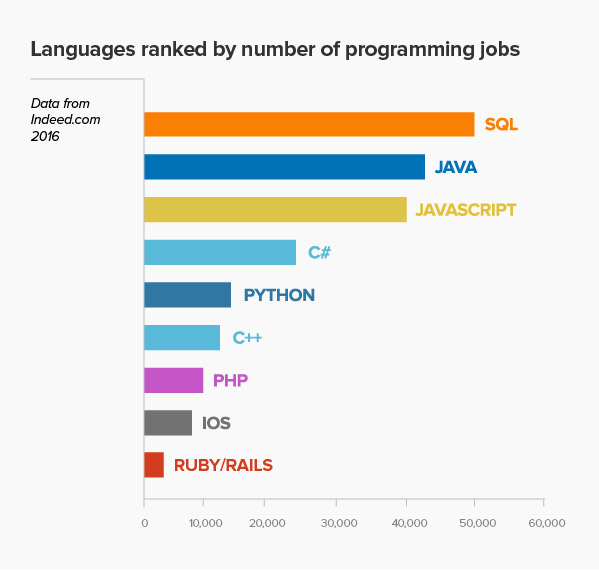 Languages ranked by number of programming jobs
Data from
Indeed.com
2016
SQL
JAVA
JAVASCRIPT
C#
PYTHON
C++
PHP
IOS
RUBY/RAILS
0 10,000 20,000 30,000 40,000 50,000 60,000